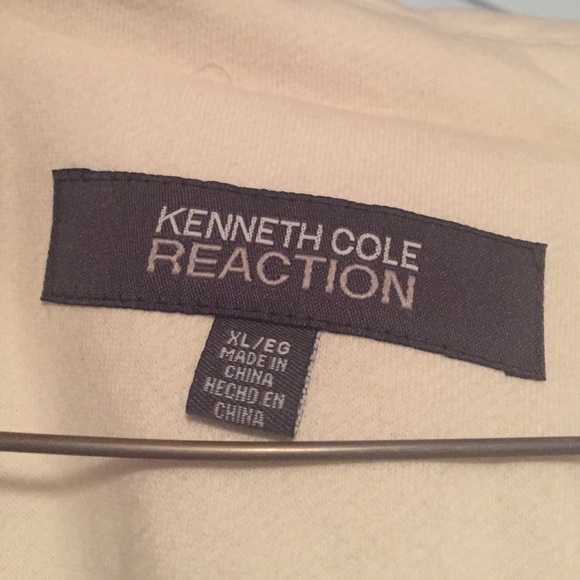 KENNETH COLE
REACTION
XL/EG
MADE IN
CHINA
HECHO EN
CHINA